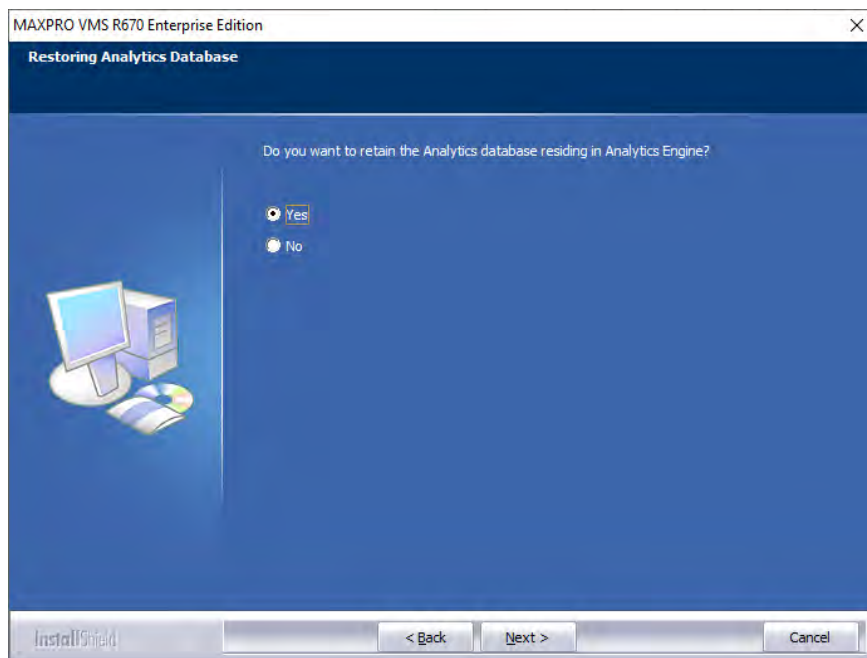 MAXPRO VMS R670 Enterprise Edition
Restoring Analytics Database
Do you want to retain the Analytics database residing in Analytics Engine?
Yes
No
InstallShield
< Back
Next >
Cancel